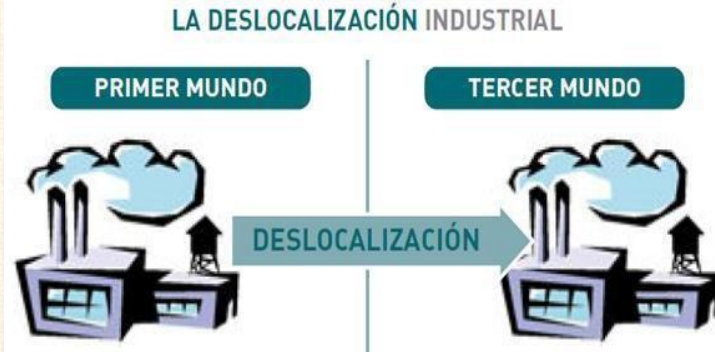 LA DESLOCALIZACIÓN INDUSTRIAL
PRIMER MUNDO
TERCER MUNDO
DESLOCALIZACIÓN